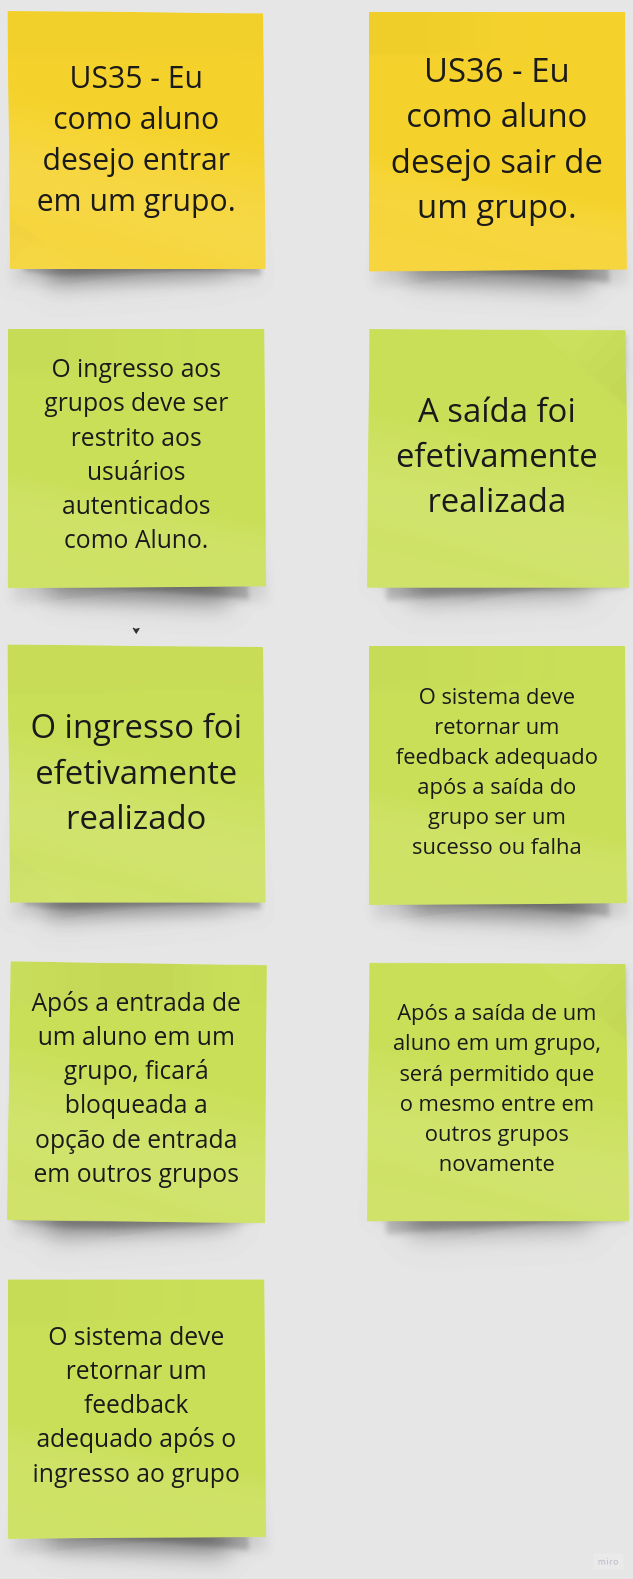 US35 - Eu
como aluno
desejo entrar
em um grupo.
US36 - Eu
como aluno
desejo sair de
um grupo.
O ingresso aos
grupos deve ser
restrito aos
usuários
autenticados
como Aluno.
A saída foi
efetivamente
realizada
O ingresso foi
efetivamente
realizado
O sistema deve
retornar um
feedback adequado
após a saída do
grupo ser um
sucesso ou falha
Após a entrada de
um aluno em um
grupo, ficará
bloqueada a
opção de entrada
em outros grupos
Após a saída de um
aluno em um grupo,
será permitido que
o mesmo entre em
outros grupos
novamente
O sistema deve
retornar um
feedback
adequado após o
ingresso ao grupo
miro